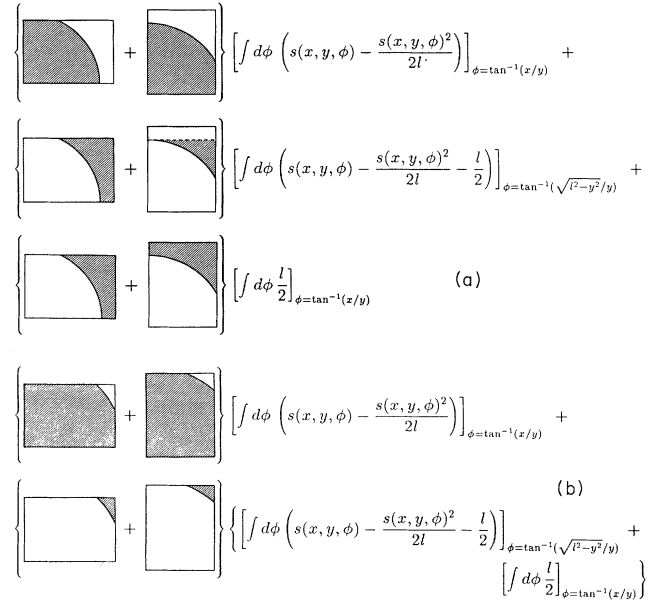 { + } [∫ dϕ (s(x, y, ϕ) − s(x, y, ϕ)²/2l)]ϕ=tan⁻¹(x/y) +
{ + } [∫ dϕ (s(x, y, ϕ) − s(x, y, ϕ)²/2l − l/2)]ϕ=tan⁻¹(√l²−y²/y) +
{ + } [∫ dϕ l/2]ϕ=tan⁻¹(x/y) (a)
{ + } [∫ dϕ (s(x, y, ϕ) − s(x, y, ϕ)²/2l)]ϕ=tan⁻¹(x/y) +
(b)
{ + } {[∫ dϕ (s(x, y, ϕ) − s(x, y, ϕ)²/2l − l/2)]ϕ=tan⁻¹(√l²−y²/y) +
[∫ dϕ l/2]ϕ=tan⁻¹(x/y)}